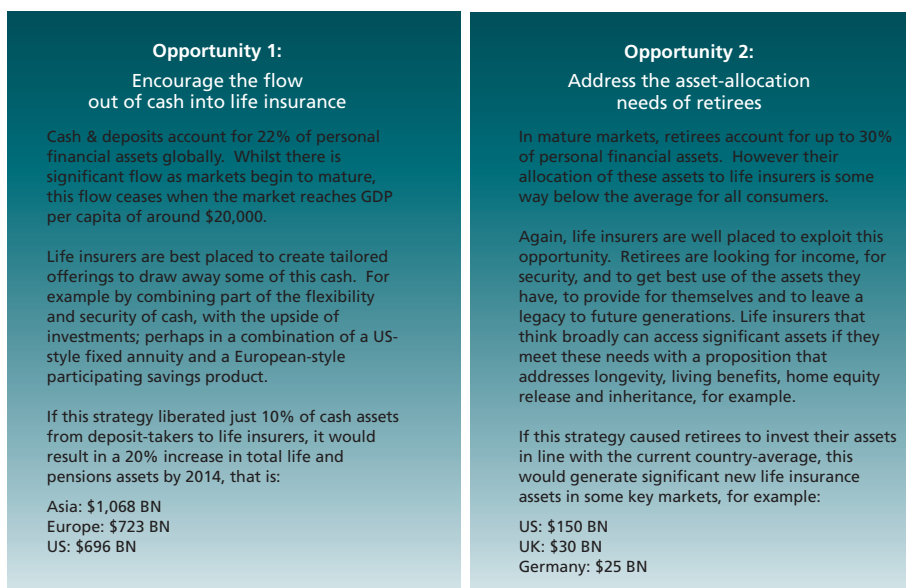 Opportunity 1:
Encourage the flow
out of cash into life insurance
Cash & deposits account for 22% of personal
financial assets globally. Whilst there is
significant flow as markets begin to mature,
this flow ceases when the market reaches GDP
per capita of around $20,000.
Life insurers are best placed to create tailored
offerings to draw away some of this cash. For
example by combining part of the flexibility
and security of cash, with the upside of
investments; perhaps in a combination of a US-
style fixed annuity and a European-style
participating savings product.
If this strategy liberated just 10% of cash assets
from deposit-takers to life insurers, it would
result in a 20% increase in total life and
pensions assets by 2014, that is:
Asia: $1,068 BN
Europe: $723 BN
US: $696 BN
Opportunity 2:
Address the asset-allocation
needs of retirees
In mature markets, retirees account for up to 30%
of personal financial assets. However their
allocation of these assets to life insurers is some
way below the average for all consumers.
Again, life insurers are well placed to exploit this
opportunity. Retirees are looking for income, for
security, and to get best use of the assets they
have, to provide for themselves and to leave a
legacy to future generations. Life insurers that
think broadly can access significant assets if they
meet these needs with a proposition that
addresses longevity, living benefits, home equity
release and inheritance, for example.
If this strategy caused retirees to invest their assets
in line with the current country-average, this
would generate significant new life insurance
assets in some key markets, for example:
US: $150 BN
UK: $30 BN
Germany: $25 BN